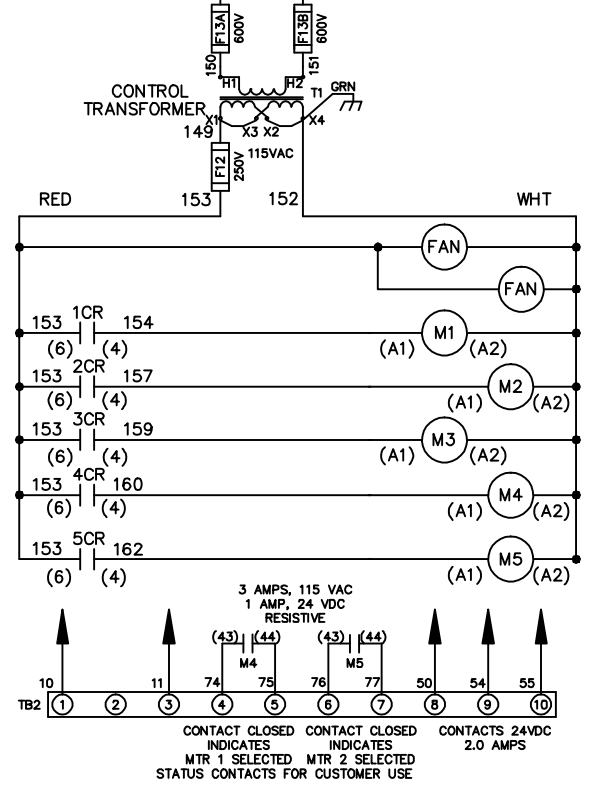 F13A 600V F13B 600V
150 151
H1 H2 T1 GRN
CONTROL
TRANSFORMER
X1 X3 X2 X4
149
F12 250V 115VAC
153 152
RED WHT
FAN
FAN
1CR
153 154 M1
(6) (4) (A1) (A2)
2CR
153 157 M2
(6) (4) (A1) (A2)
3CR
153 159 M3
(6) (4) (A1) (A2)
4CR
153 160 M4
(6) (4) (A1) (A2)
5CR
153 162 M5
(6) (4) (A1) (A2)
3 AMPS, 115 VAC
1 AMP, 24 VDC
RESISTIVE
(43) (44) (43) (44)
M4 M5
10 11 74 75 76 77 50 54 55
TB2 1 2 3 4 5 6 7 8 9 10
CONTACT CLOSED
INDICATES
MTR 1 SELECTED
CONTACT CLOSED
INDICATES
MTR 2 SELECTED
CONTACTS 24VDC
2.0 AMPS
STATUS CONTACTS FOR CUSTOMER USE